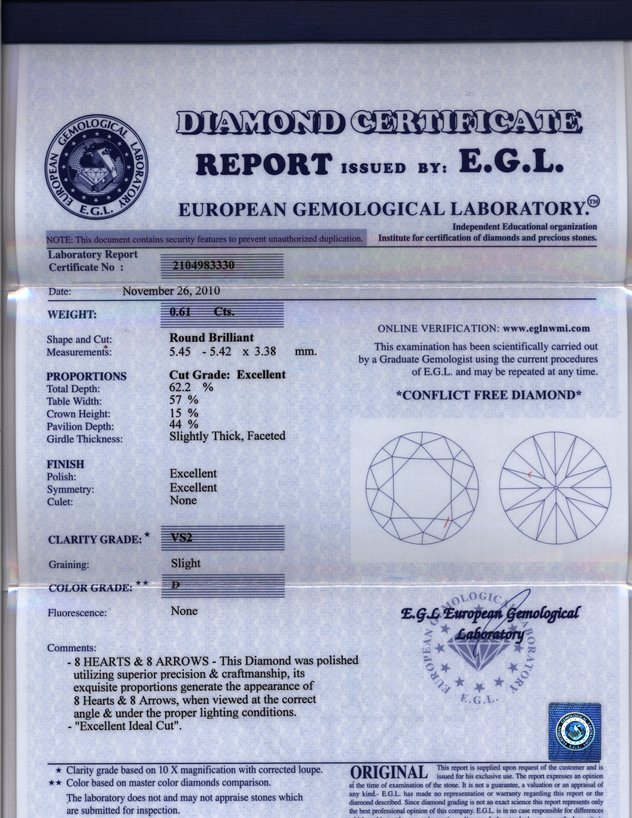 EUROPEAN GEMOLOGICAL LABORATORY
E.G.L.
DIAMOND CERTIFICATE
REPORT ISSUED BY: E.G.L.
EUROPEAN GEMOLOGICAL LABORATORY.™
Independent Educational organization
NOTE: This document contains security features to prevent unauthorized duplication.
Institute for certification of diamonds and precious stones.
Laboratory Report
Certificate No : 2104983330
Date: November 26, 2010
WEIGHT: 0.61 Cts.
Shape and Cut: Round Brilliant
Measurements: 5.45 - 5.42 x 3.38 mm.
PROPORTIONS Cut Grade: Excellent
Total Depth: 62.2 %
Table Width: 57 %
Crown Height: 15 %
Pavilion Depth: 44 %
Girdle Thickness: Slightly Thick, Faceted
FINISH
Polish: Excellent
Symmetry: Excellent
Culet: None
CLARITY GRADE: * VS2
Graining: Slight
COLOR GRADE: ** D
Fluorescence: None
Comments:
- 8 HEARTS & 8 ARROWS - This Diamond was polished
utilizing superior precision & craftmanship, its
exquisite proportions generate the appearance of
8 Hearts & 8 Arrows, when viewed at the correct
angle & under the proper lighting conditions.
- "Excellent Ideal Cut".
ONLINE VERIFICATION: www.eglnwmi.com
This examination has been scientifically carried out
by a Graduate Gemologist using the current procedures
of E.G.L. and may be repeated at any time.
*CONFLICT FREE DIAMOND*
E.G.L European Gemological
Laboratory
EUROPEAN GEMOLOGICAL LABORATORY
E.G.L.
* Clarity grade based on 10 X magnification with corrected loupe.
** Color based on master color diamonds comparison.
The laboratory does not and may not appraise stones which
are submitted for inspection.
ORIGINAL This report is supplied upon request of the customer and is
issued for his exclusive use. The report expresses an opinion
at the time of examination of the stone. It is not a guarantee, a valuation or an appraisal of
any kind.- E.G.L. has made no representation or warranty regarding this report or the
diamond described. Since diamond grading is not an exact science this report represents only
the best professional opinion of this company. E.G.L. is in no case responsible for differences